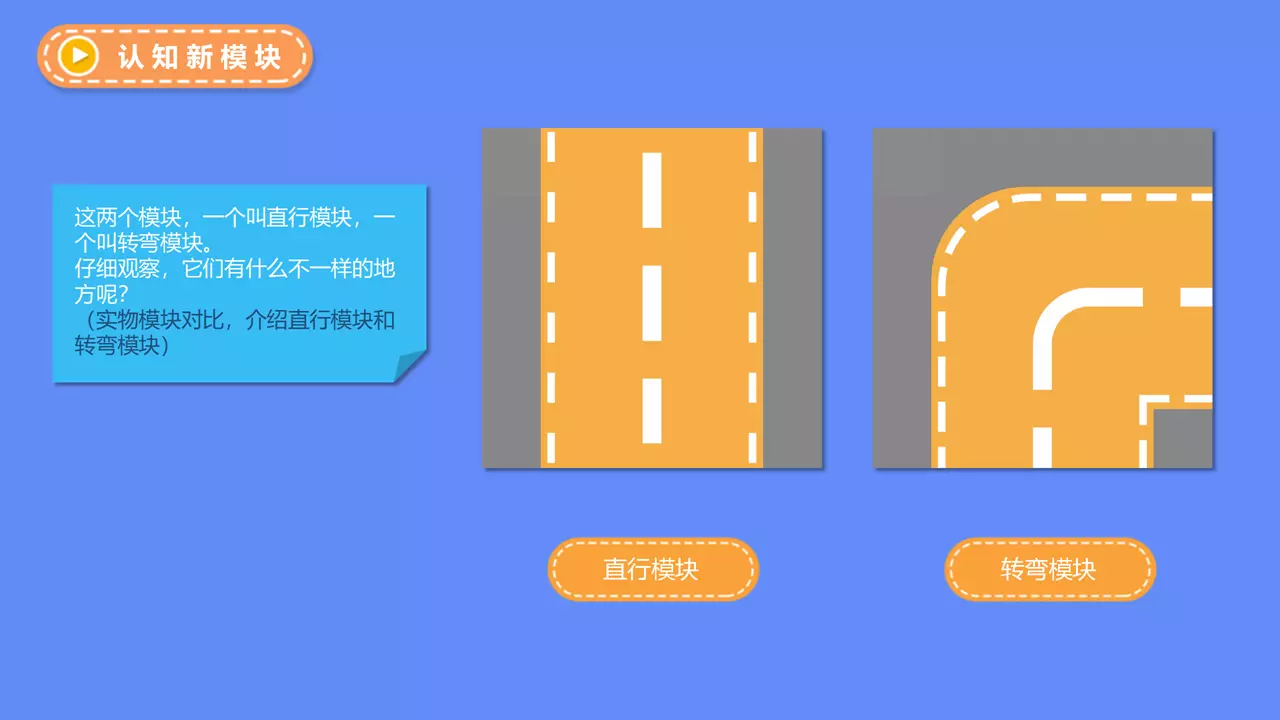 认知新模块
这两个模块，一个叫直行模块，一
个叫转弯模块。
仔细观察，它们有什么不一样的地
方呢？
（实物模块对比，介绍直行模块和
转弯模块）
直行模块
转弯模块